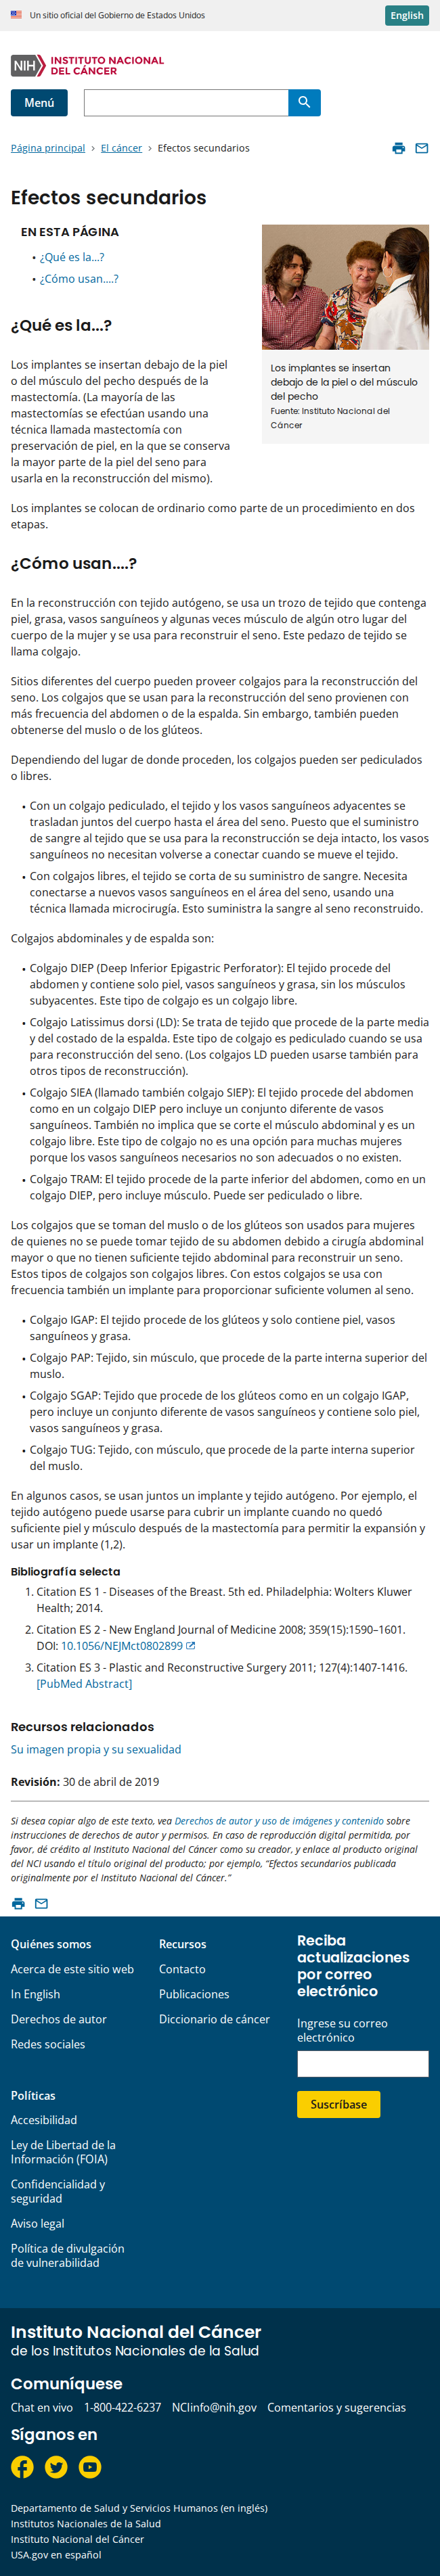 Un sitio oficial del Gobierno de Estados Unidos
English
NIH
INSTITUTO NACIONAL
DEL CÁNCER
Menú
Página principal
El cáncer
Efectos secundarios
Efectos secundarios
EN ESTA PÁGINA
• ¿Qué es la...?
• ¿Cómo usan....?
Los implantes se insertan
debajo de la piel o del músculo
del pecho
Fuente: Instituto Nacional del
Cáncer
¿Qué es la...?
Los implantes se insertan debajo de la piel
o del músculo del pecho después de la
mastectomía. (La mayoría de las
mastectomías se efectúan usando una
técnica llamada mastectomía con
preservación de piel, en la que se conserva
la mayor parte de la piel del seno para
usarla en la reconstrucción del mismo).
Los implantes se colocan de ordinario como parte de un procedimiento en dos
etapas.
¿Cómo usan....?
En la reconstrucción con tejido autógeno, se usa un trozo de tejido que contenga
piel, grasa, vasos sanguíneos y algunas veces músculo de algún otro lugar del
cuerpo de la mujer y se usa para reconstruir el seno. Este pedazo de tejido se
llama colgajo.
Sitios diferentes del cuerpo pueden proveer colgajos para la reconstrucción del
seno. Los colgajos que se usan para la reconstrucción del seno provienen con
más frecuencia del abdomen o de la espalda. Sin embargo, también pueden
obtenerse del muslo o de los glúteos.
Dependiendo del lugar de donde proceden, los colgajos pueden ser pediculados
o libres.
• Con un colgajo pediculado, el tejido y los vasos sanguíneos adyacentes se
trasladan juntos del cuerpo hasta el área del seno. Puesto que el suministro
de sangre al tejido que se usa para la reconstrucción se deja intacto, los vasos
sanguíneos no necesitan volverse a conectar cuando se mueve el tejido.
• Con colgajos libres, el tejido se corta de su suministro de sangre. Necesita
conectarse a nuevos vasos sanguíneos en el área del seno, usando una
técnica llamada microcirugía. Esto suministra la sangre al seno reconstruido.
Colgajos abdominales y de espalda son:
• Colgajo DIEP (Deep Inferior Epigastric Perforator): El tejido procede del
abdomen y contiene solo piel, vasos sanguíneos y grasa, sin los músculos
subyacentes. Este tipo de colgajo es un colgajo libre.
• Colgajo Latissimus dorsi (LD): Se trata de tejido que procede de la parte media
y del costado de la espalda. Este tipo de colgajo es pediculado cuando se usa
para reconstrucción del seno. (Los colgajos LD pueden usarse también para
otros tipos de reconstrucción).
• Colgajo SIEA (llamado también colgajo SIEP): El tejido procede del abdomen
como en un colgajo DIEP pero incluye un conjunto diferente de vasos
sanguíneos. También no implica que se corte el músculo abdominal y es un
colgajo libre. Este tipo de colgajo no es una opción para muchas mujeres
porque los vasos sanguíneos necesarios no son adecuados o no existen.
• Colgajo TRAM: El tejido procede de la parte inferior del abdomen, como en un
colgajo DIEP, pero incluye músculo. Puede ser pediculado o libre.
Los colgajos que se toman del muslo o de los glúteos son usados para mujeres
de quienes no se puede tomar tejido de su abdomen debido a cirugía abdominal
mayor o que no tienen suficiente tejido abdominal para reconstruir un seno.
Estos tipos de colgajos son colgajos libres. Con estos colgajos se usa con
frecuencia también un implante para proporcionar suficiente volumen al seno.
• Colgajo IGAP: El tejido procede de los glúteos y solo contiene piel, vasos
sanguíneos y grasa.
• Colgajo PAP: Tejido, sin músculo, que procede de la parte interna superior del
muslo.
• Colgajo SGAP: Tejido que procede de los glúteos como en un colgajo IGAP,
pero incluye un conjunto diferente de vasos sanguíneos y contiene solo piel,
vasos sanguíneos y grasa.
• Colgajo TUG: Tejido, con músculo, que procede de la parte interna superior
del muslo.
En algunos casos, se usan juntos un implante y tejido autógeno. Por ejemplo, el
tejido autógeno puede usarse para cubrir un implante cuando no quedó
suficiente piel y músculo después de la mastectomía para permitir la expansión y
usar un implante (1,2).
Bibliografía selecta
1. Citation ES 1 - Diseases of the Breast. 5th ed. Philadelphia: Wolters Kluwer
Health; 2014.
2. Citation ES 2 - New England Journal of Medicine 2008; 359(15):1590–1601.
DOI: 10.1056/NEJMct0802899
3. Citation ES 3 - Plastic and Reconstructive Surgery 2011; 127(4):1407-1416.
[PubMed Abstract]
Recursos relacionados
Su imagen propia y su sexualidad
Revisión: 30 de abril de 2019
Si desea copiar algo de este texto, vea Derechos de autor y uso de imágenes y contenido sobre
instrucciones de derechos de autor y permisos. En caso de reproducción digital permitida, por
favor, dé crédito al Instituto Nacional del Cáncer como su creador, y enlace al producto original
del NCI usando el título original del producto; por ejemplo, “Efectos secundarios publicada
originalmente por el Instituto Nacional del Cáncer.”
Quiénes somos
Acerca de este sitio web
In English
Derechos de autor
Redes sociales
Recursos
Contacto
Publicaciones
Diccionario de cáncer
Reciba
actualizaciones
por correo
electrónico
Ingrese su correo
electrónico
Suscríbase
Políticas
Accesibilidad
Ley de Libertad de la
Información (FOIA)
Confidencialidad y
seguridad
Aviso legal
Política de divulgación
de vulnerabilidad
Instituto Nacional del Cáncer
de los Institutos Nacionales de la Salud
Comuníquese
Chat en vivo 1-800-422-6237 NCIinfo@nih.gov Comentarios y sugerencias
Síganos en
Departamento de Salud y Servicios Humanos (en inglés)
Institutos Nacionales de la Salud
Instituto Nacional del Cáncer
USA.gov en español